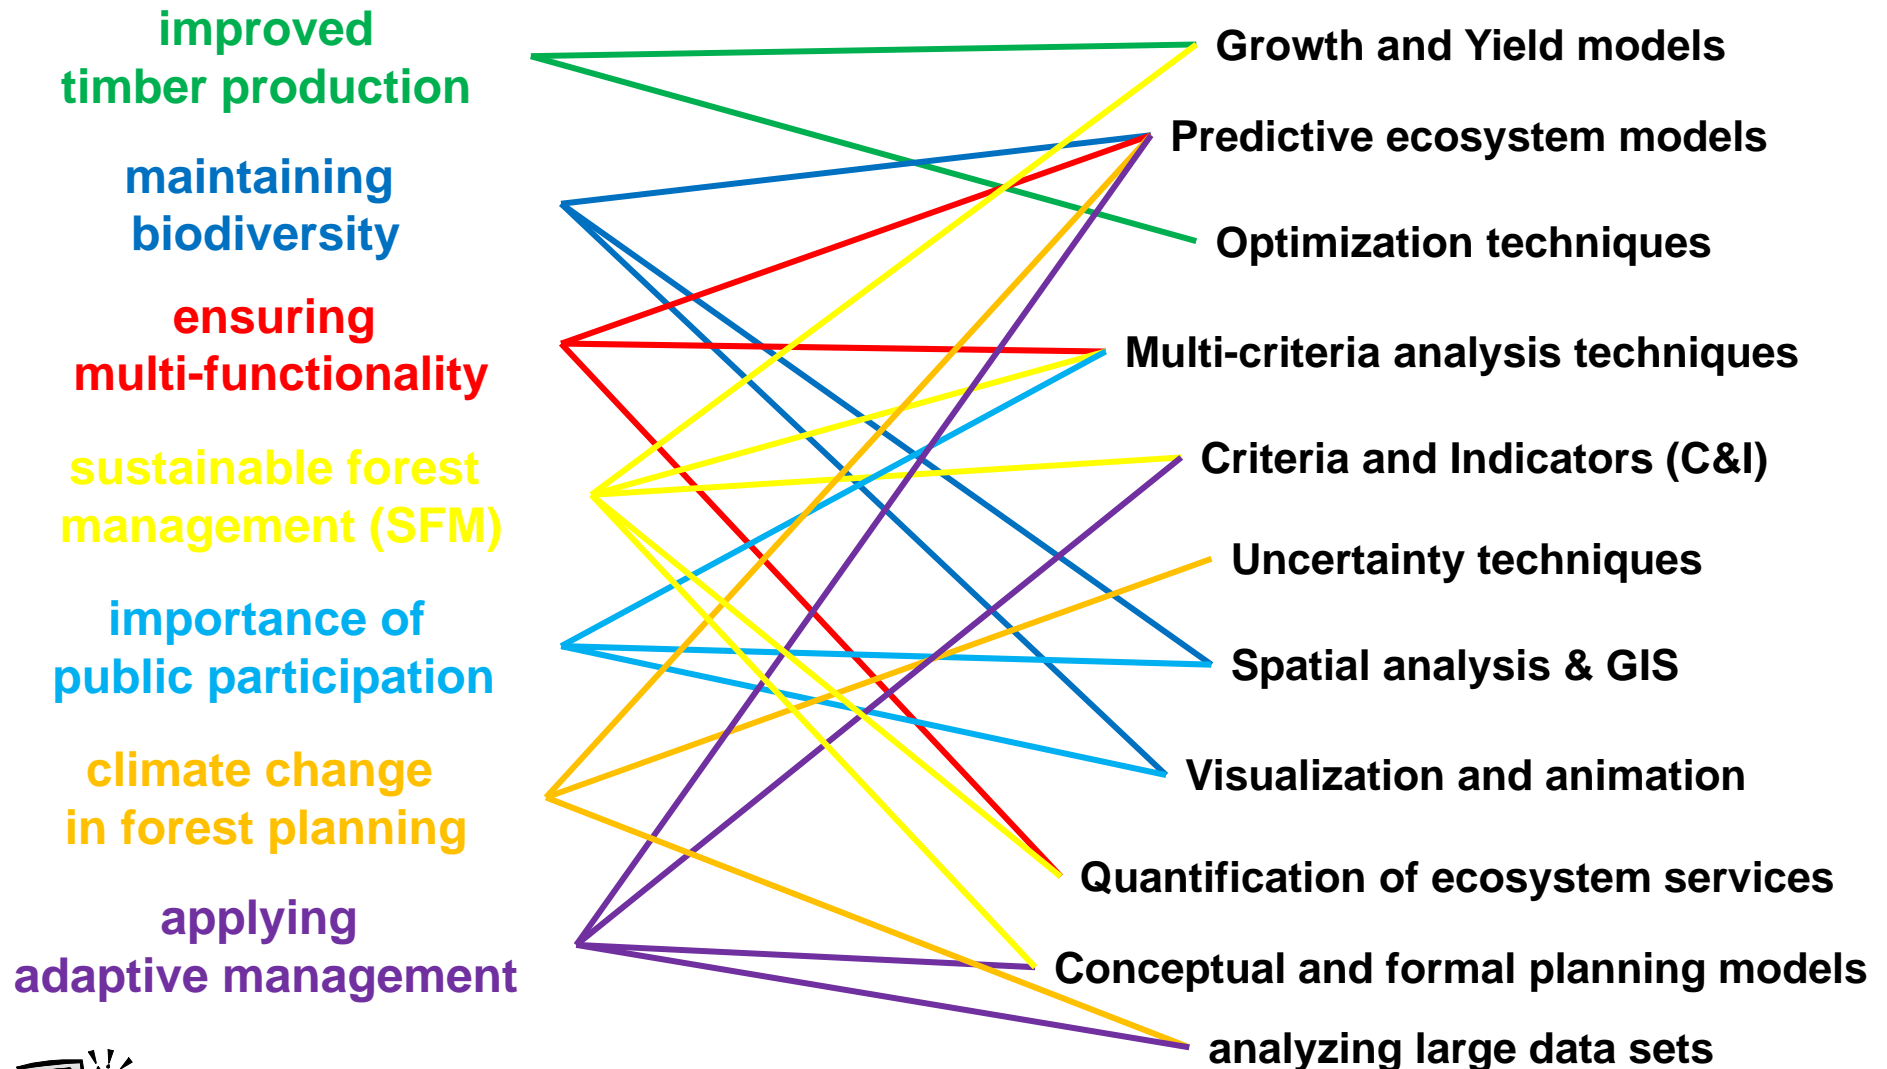 improved
timber production
maintaining
biodiversity
ensuring
multi-functionality
sustainable forest
management (SFM)
importance of
public participation
climate change
in forest planning
applying
adaptive management
Growth and Yield models
Predictive ecosystem models
Optimization techniques
Multi-criteria analysis techniques
Criteria and Indicators (C&I)
Uncertainty techniques
Spatial analysis & GIS
Visualization and animation
Quantification of ecosystem services
Conceptual and formal planning models
analyzing large data sets